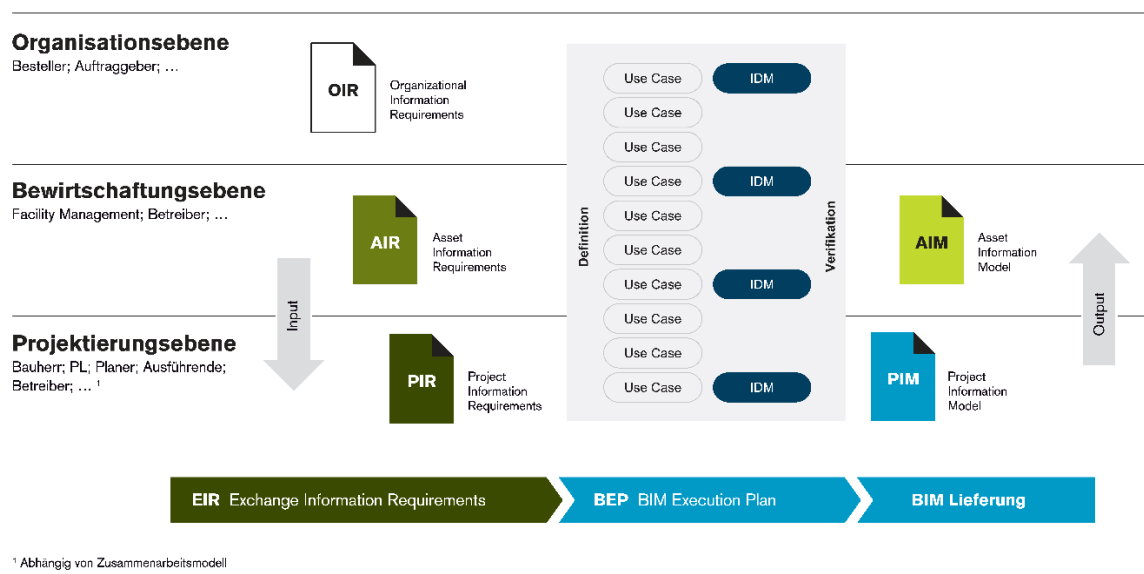 Organisationsebene
Besteller; Auftraggeber; …
OIR
Organizational
Information
Requirements
Bewirtschaftungsebene
Facility Management; Betreiber; …
AIR
Asset
Information
Requirements
Input
Projektierungsebene
Bauherr; PL; Planer; Ausführende;
Betreiber; … ¹
PIR
Project
Information
Requirements
Definition
Use Case IDM
Use Case
Use Case
Use Case IDM
Use Case
Use Case
Use Case IDM
Use Case
Use Case
Use Case IDM
Verifikation
AIM
Asset
Information
Model
PIM
Project
Information
Model
Output
EIR Exchange Information Requirements
BEP BIM Execution Plan
BIM Lieferung
¹ Abhängig von Zusammenarbeitsmodell